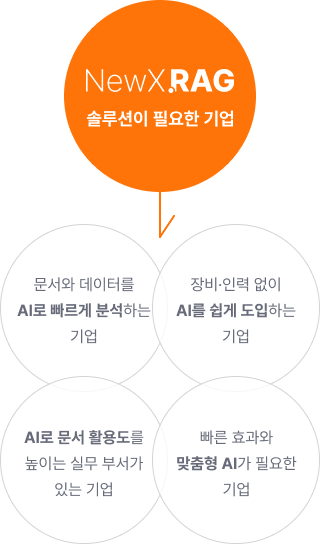 NewX.RAG
솔루션이 필요한 기업
문서와 데이터를
AI로 빠르게 분석하는
기업
장비·인력 없이
AI를 쉽게 도입하는
기업
AI로 문서 활용도를
높이는 실무 부서가
있는 기업
빠른 효과와
맞춤형 AI가 필요한
기업